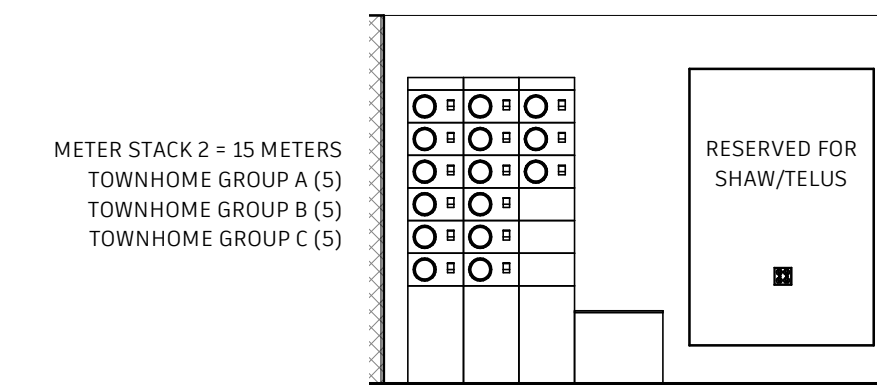 METER STACK 2 = 15 METERS
TOWNHOME GROUP A (5)
TOWNHOME GROUP B (5)
TOWNHOME GROUP C (5)
RESERVED FOR
SHAW/TELUS